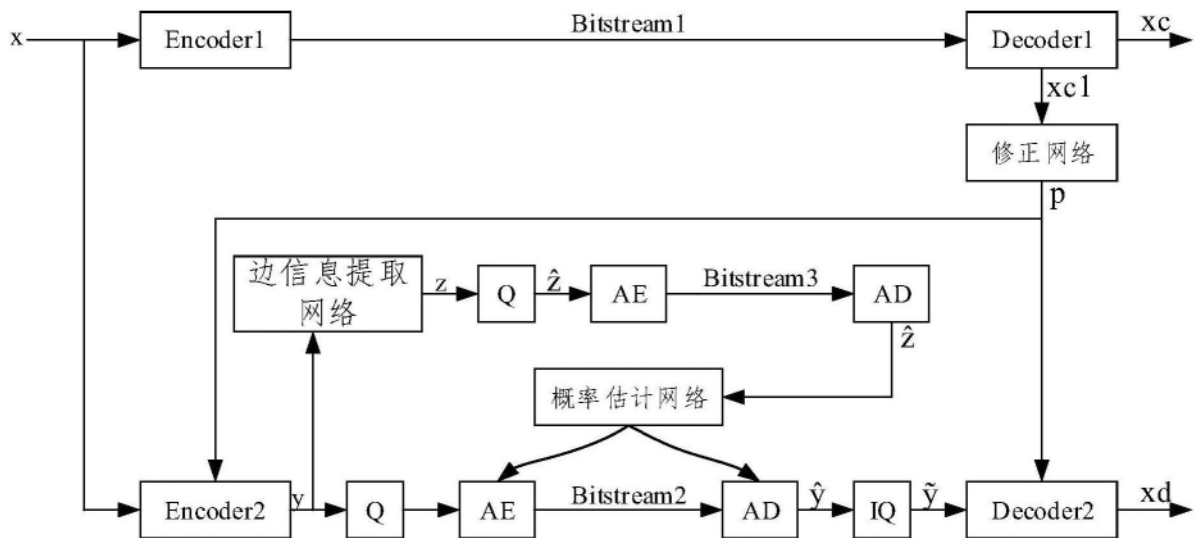 x
Encoder1
Bitstream1
Decoder1
xc
xc1
修正网络
p
边信息提取
网络
z
Q
ẑ
AE
Bitstream3
AD
ẑ
概率估计网络
Encoder2
y
Q
AE
Bitstream2
AD
ŷ
IQ
ỹ
Decoder2
xd